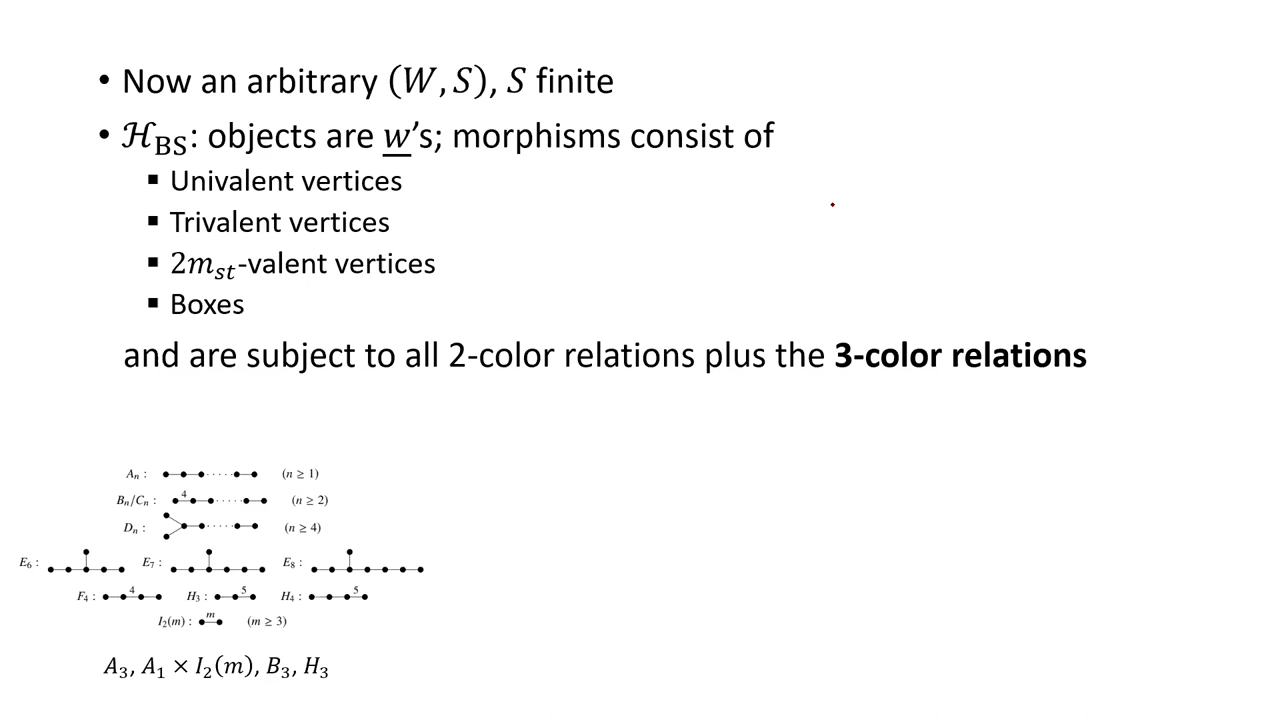 • Now an arbitrary (W, S), S finite
• ℋ_BS: objects are w̲'s; morphisms consist of
▪ Univalent vertices
▪ Trivalent vertices
▪ 2m_st-valent vertices
▪ Boxes
and are subject to all 2-color relations plus the 3-color relations
A_n : (n ≥ 1)
B_n/C_n : 4 (n ≥ 2)
D_n : (n ≥ 4)
E_6 : E_7 : E_8 :
F_4 : 4 H_3 : 5 H_4 : 5
I_2(m) : m (m ≥ 3)
A_3, A_1 × I_2(m), B_3, H_3